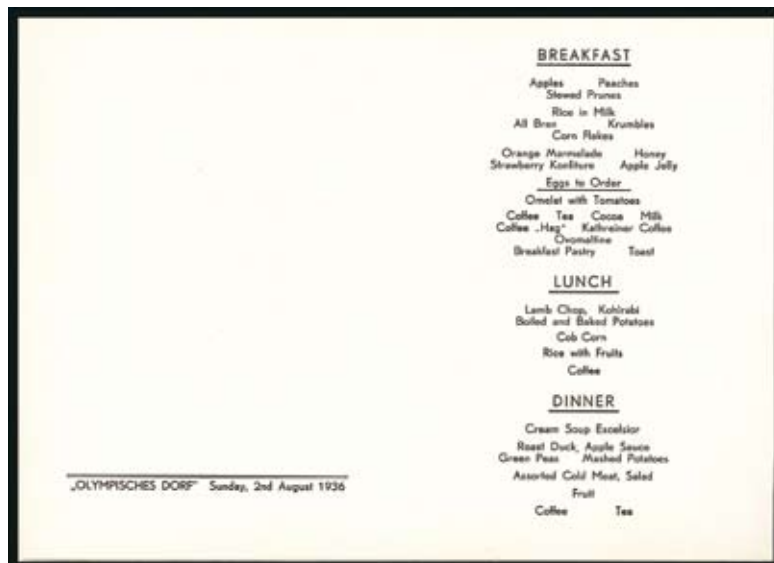 BREAKFAST
Apples Peaches
Stewed Prunes
Rice in Milk
All Bran Krumbles
Corn Flakes
Orange Marmelade Honey
Strawberry Konfiture Apple Jelly
Eggs to Order
Omelet with Tomatoes
Coffee Tea Cocoa Milk
Coffee „Hag" Kathreiner Coffee
Ovomaltine
Breakfast Pastry Toast
LUNCH
Lamb Chop, Kohlrabi
Boiled and Baked Potatoes
Cob Corn
Rice with Fruits
Coffee
DINNER
Cream Soup Excelsior
Roast Duck, Apple Sauce
Green Peas Mashed Potatoes
Assorted Cold Meat, Salad
Fruit
Coffee Tea
„OLYMPISCHES DORF" Sunday, 2nd August 1936